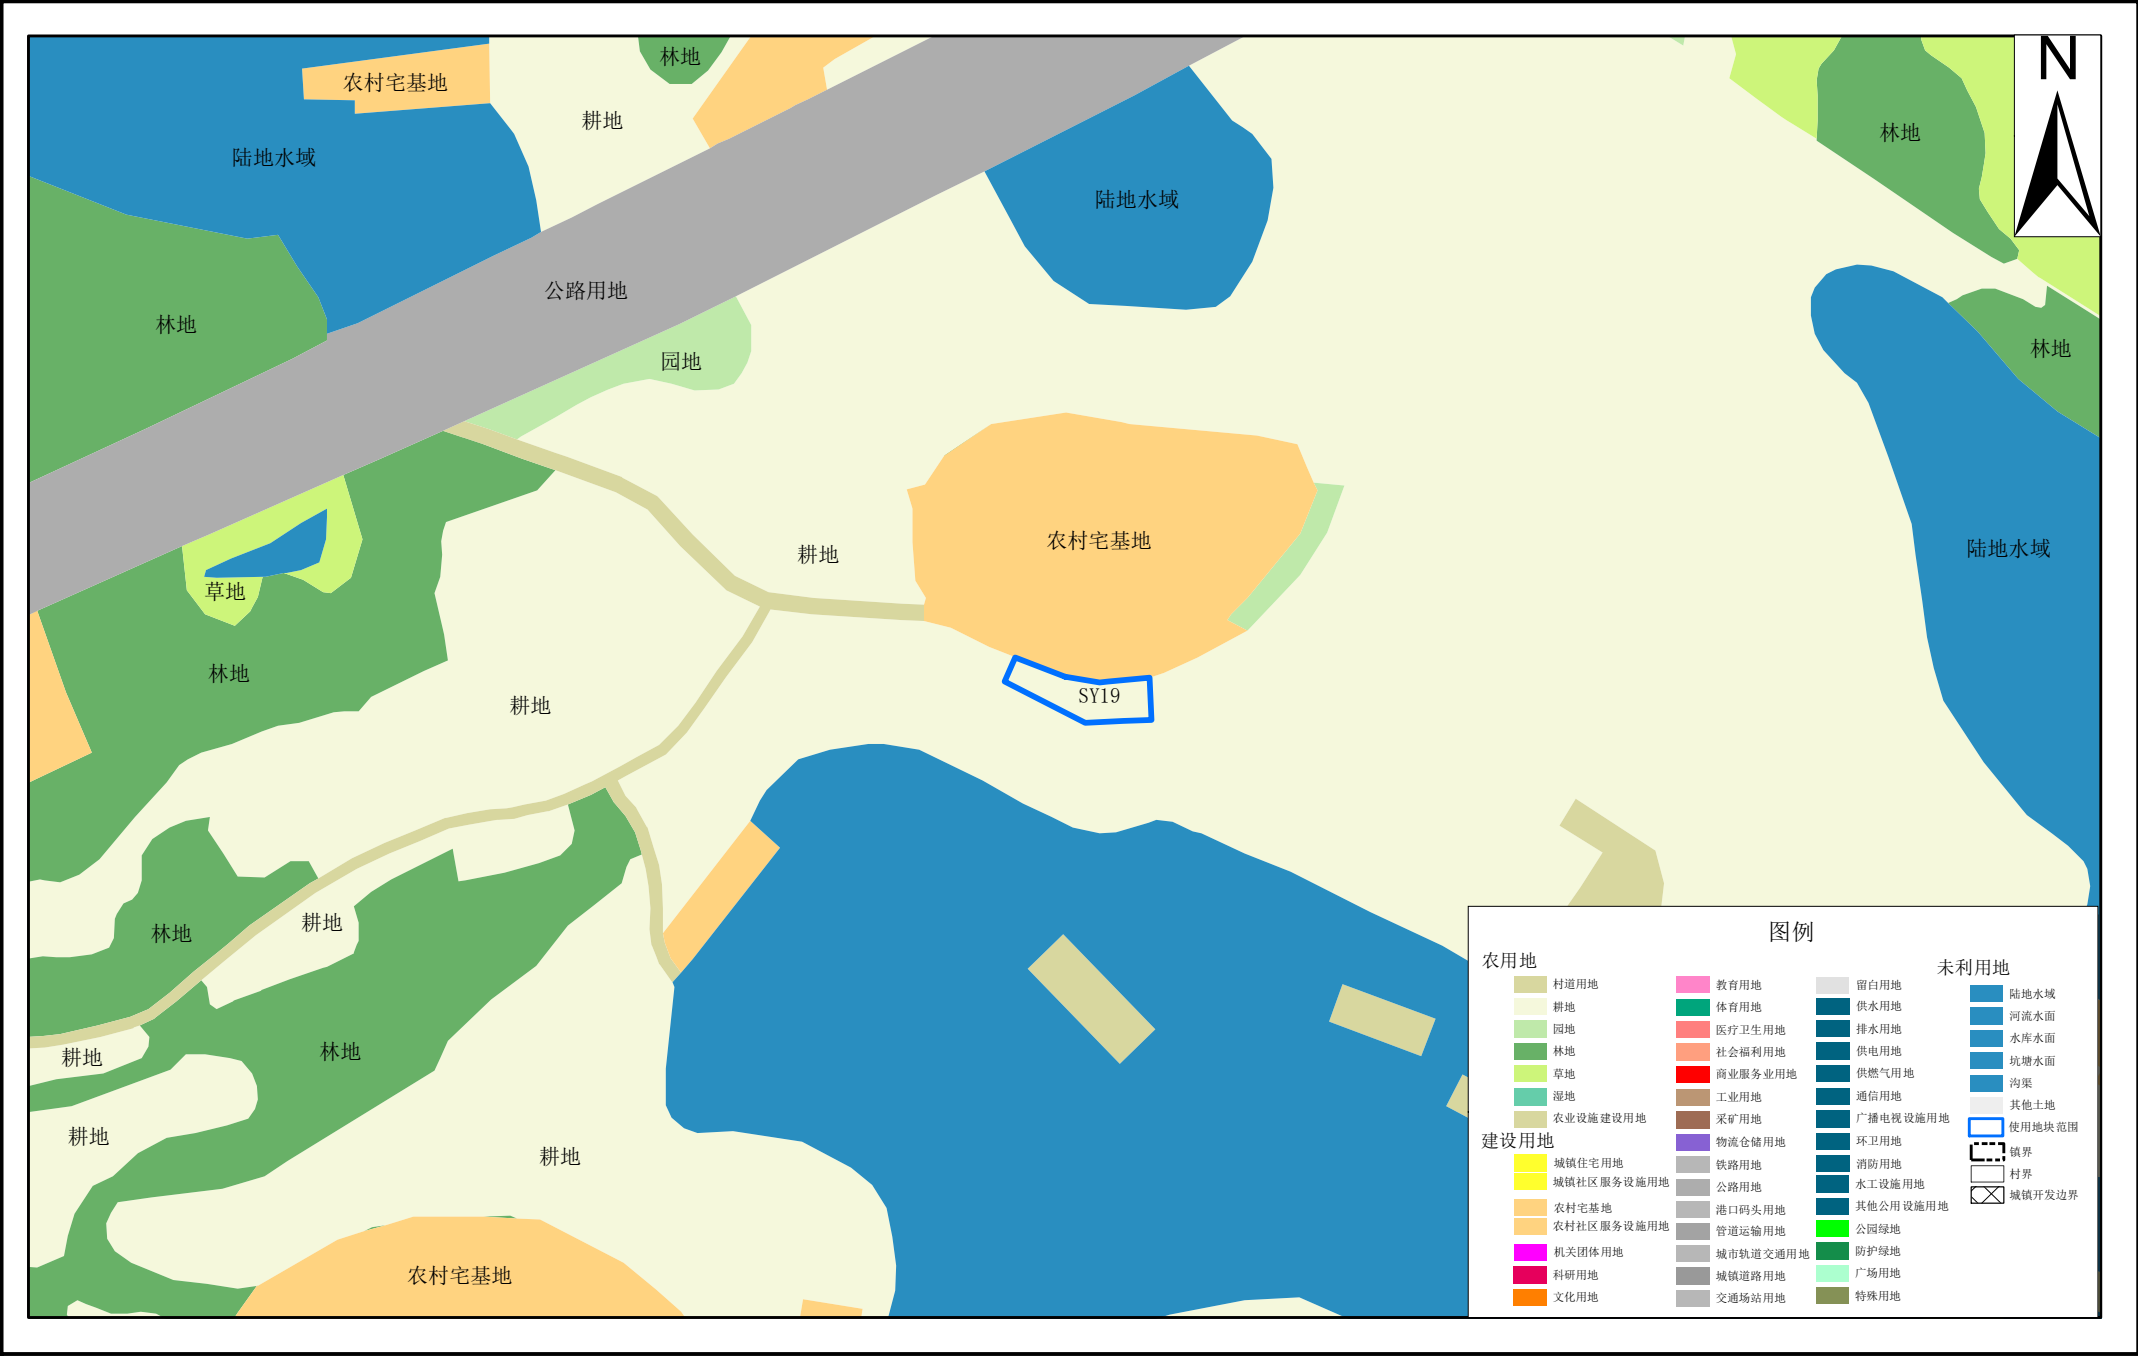 N
林地
农村宅基地
耕地
林地
陆地水域
陆地水域
公路用地
林地
林地
园地
农村宅基地
陆地水域
耕地
草地
林地
SY19
耕地
耕地
林地
林地
耕地
耕地
耕地
农村宅基地
图例
农用地
村道用地
耕地
园地
林地
草地
湿地
农业设施建设用地
建设用地
城镇住宅用地
城镇社区服务设施用地
农村宅基地
农村社区服务设施用地
机关团体用地
科研用地
文化用地
教育用地
体育用地
医疗卫生用地
社会福利用地
商业服务业用地
工业用地
采矿用地
物流仓储用地
铁路用地
公路用地
港口码头用地
管道运输用地
城市轨道交通用地
城镇道路用地
交通场站用地
留白用地
供水用地
排水用地
供电用地
供燃气用地
通信用地
广播电视设施用地
环卫用地
消防用地
水工设施用地
其他公用设施用地
公园绿地
防护绿地
广场用地
特殊用地
未利用地
陆地水域
河流水面
水库水面
坑塘水面
沟渠
其他土地
使用地块范围
镇界
村界
城镇开发边界